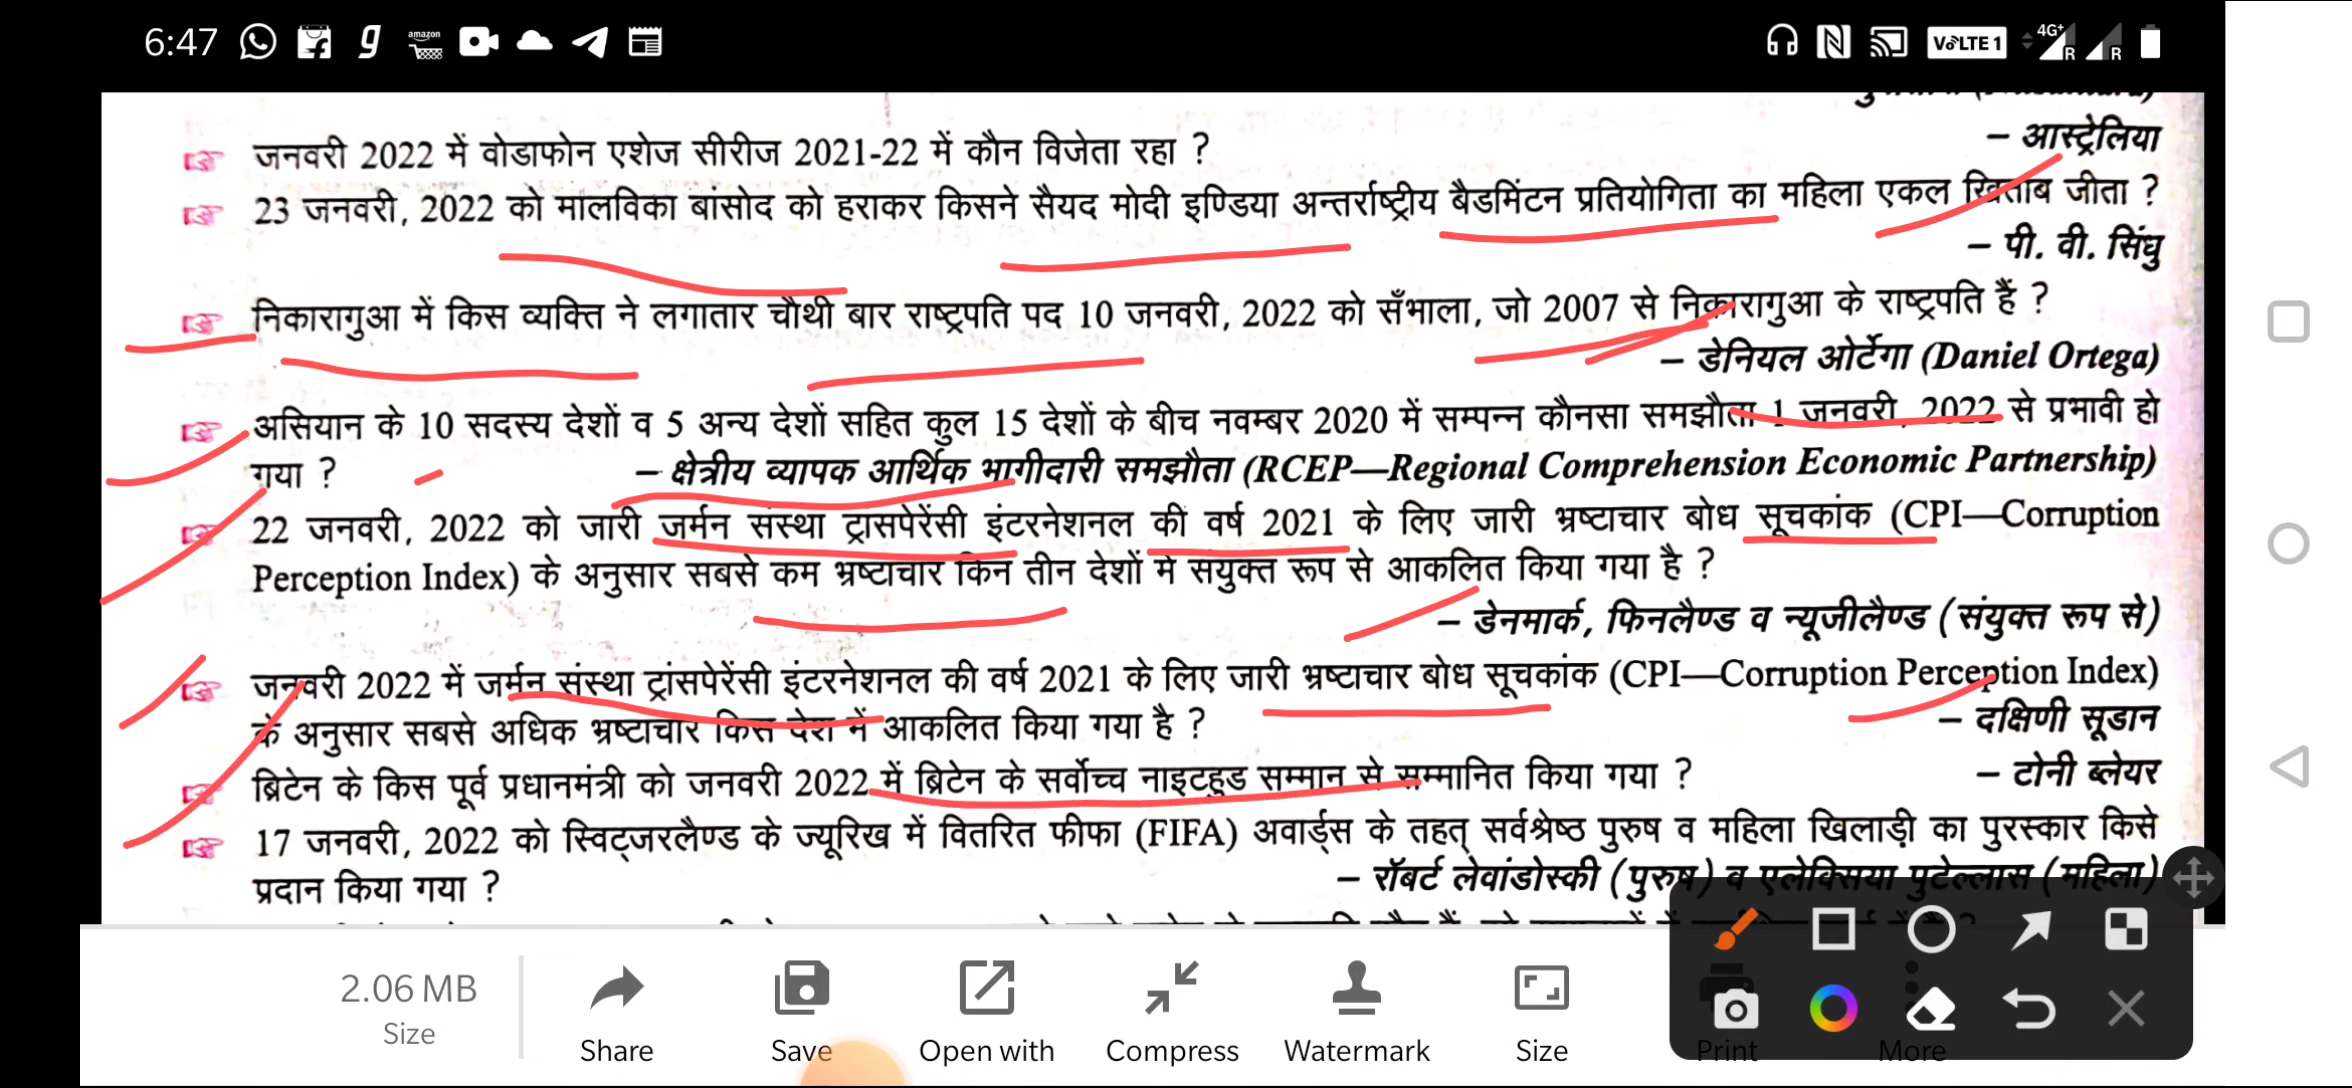 6:47
amazon
VoLTE 1
4G+
R
R
– आस्ट्रेलिया
जनवरी 2022 में वोडाफोन एशेज सीरीज 2021-22 में कौन विजेता रहा ?
23 जनवरी, 2022 को मालविका बांसोद को हराकर किसने सैयद मोदी इण्डिया अन्तर्राष्ट्रीय बैडमिंटन प्रतियोगिता का महिला एकल खिताब जीता ?
– पी. वी. सिंधु
निकारागुआ में किस व्यक्ति ने लगातार चौथी बार राष्ट्रपति पद 10 जनवरी, 2022 को सँभाला, जो 2007 से निकारागुआ के राष्ट्रपति हैं ?
– डेनियल ओर्टेगा (Daniel Ortega)
असियान के 10 सदस्य देशों व 5 अन्य देशों सहित कुल 15 देशों के बीच नवम्बर 2020 में सम्पन्न कौनसा समझौता 1 जनवरी, 2022 से प्रभावी हो
गया ? – क्षेत्रीय व्यापक आर्थिक भागीदारी समझौता (RCEP—Regional Comprehension Economic Partnership)
22 जनवरी, 2022 को जारी जर्मन संस्था ट्रांसपेरेंसी इंटरनेशनल की वर्ष 2021 के लिए जारी भ्रष्टाचार बोध सूचकांक (CPI—Corruption
Perception Index) के अनुसार सबसे कम भ्रष्टाचार किन तीन देशों में संयुक्त रूप से आकलित किया गया है ?
– डेनमार्क, फिनलैण्ड व न्यूजीलैण्ड (संयुक्त रूप से)
जनवरी 2022 में जर्मन संस्था ट्रांसपेरेंसी इंटरनेशनल की वर्ष 2021 के लिए जारी भ्रष्टाचार बोध सूचकांक (CPI—Corruption Perception Index)
के अनुसार सबसे अधिक भ्रष्टाचार किस देश में आकलित किया गया है ? – दक्षिणी सूडान
ब्रिटेन के किस पूर्व प्रधानमंत्री को जनवरी 2022 में ब्रिटेन के सर्वोच्च नाइटहुड सम्मान से सम्मानित किया गया ? – टोनी ब्लेयर
17 जनवरी, 2022 को स्विट्जरलैण्ड के ज्यूरिख में वितरित फीफा (FIFA) अवार्ड्स के तहत् सर्वश्रेष्ठ पुरुष व महिला खिलाड़ी का पुरस्कार किसे
प्रदान किया गया ? – रॉबर्ट लेवांडोस्की (पुरुष) व एलेक्सिया पुटेल्लास (महिला)
2.06 MB
Size
Share
Save
Open with
Compress
Watermark
Size
Print
More